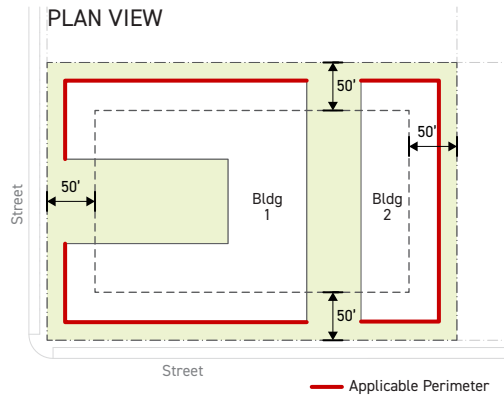 PLAN VIEW
50'
50'
50'
Bldg
1
Bldg
2
Street
50'
Street
Applicable Perimeter